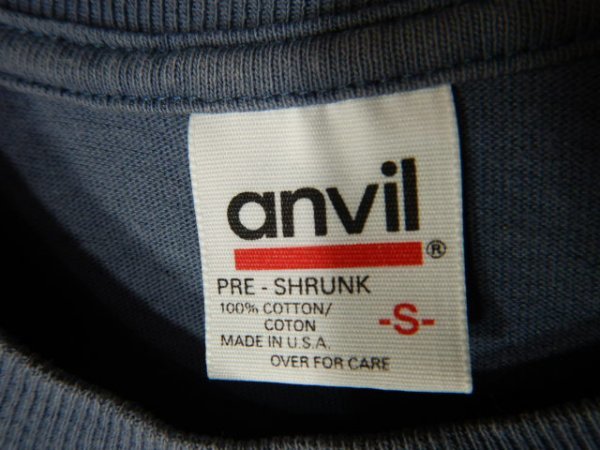 anvil
®
PRE - SHRUNK
100% COTTON/
COTON
-S-
MADE IN U.S.A.
OVER FOR CARE